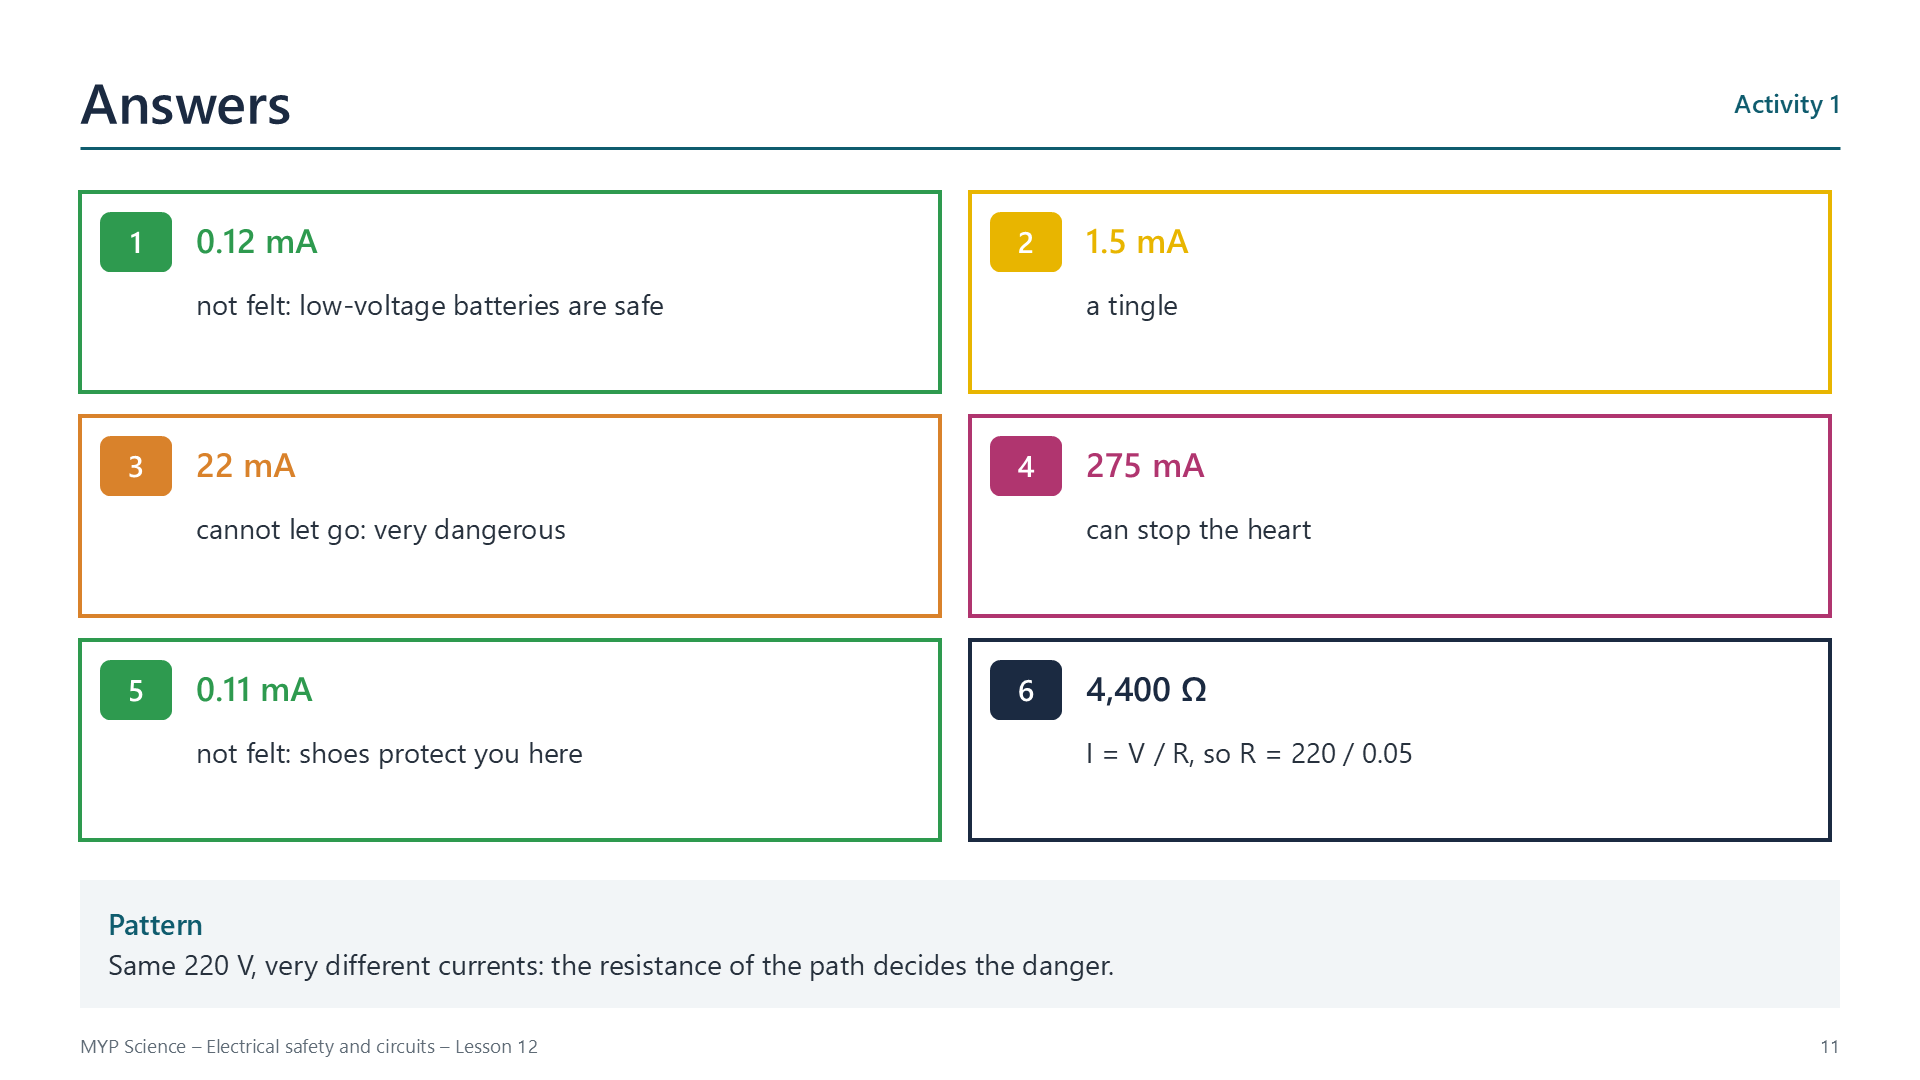 Answers
Activity 1
1
0.12 mA
not felt: low-voltage batteries are safe
2
1.5 mA
a tingle
3
22 mA
cannot let go: very dangerous
4
275 mA
can stop the heart
5
0.11 mA
not felt: shoes protect you here
6
4,400 Ω
I = V / R, so R = 220 / 0.05
Pattern
Same 220 V, very different currents: the resistance of the path decides the danger.
MYP Science – Electrical safety and circuits – Lesson 12
11